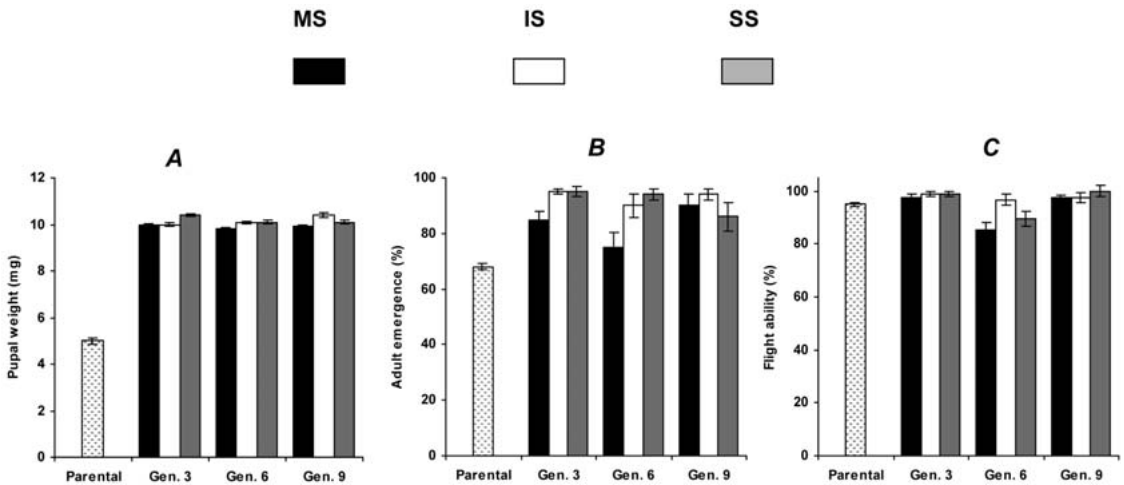 MS IS SS
A
12
10
8
6
4
2
0
Pupal weight (mg)
Parental Gen. 3 Gen. 6 Gen. 9
B
100
80
60
40
20
0
Adult emergence (%)
Parental Gen. 3 Gen. 6 Gen. 9
C
100
80
60
40
20
0
Flight ability (%)
Parental Gen. 3 Gen. 6 Gen. 9